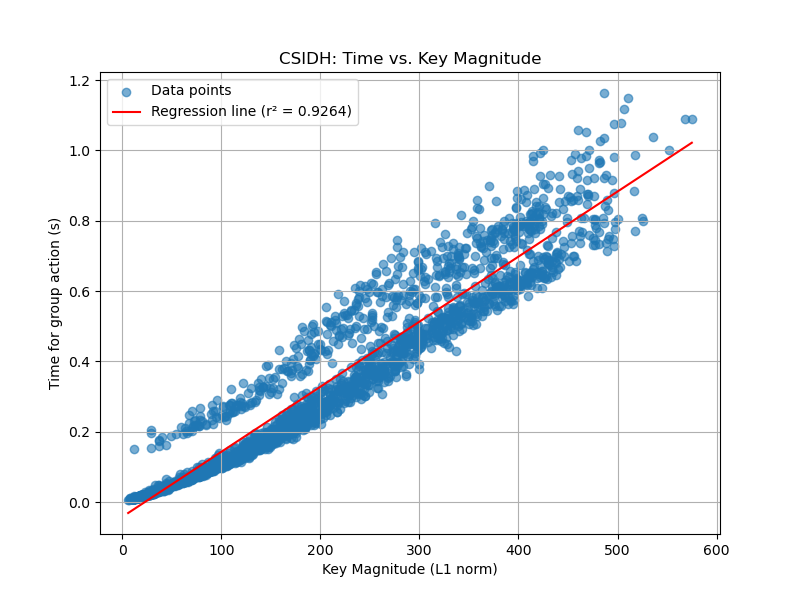 CSIDH: Time vs. Key Magnitude
Data points
Regression line (r² = 0.9264)
Time for group action (s)
1.2
1.0
0.8
0.6
0.4
0.2
0.0
0 100 200 300 400 500 600
Key Magnitude (L1 norm)